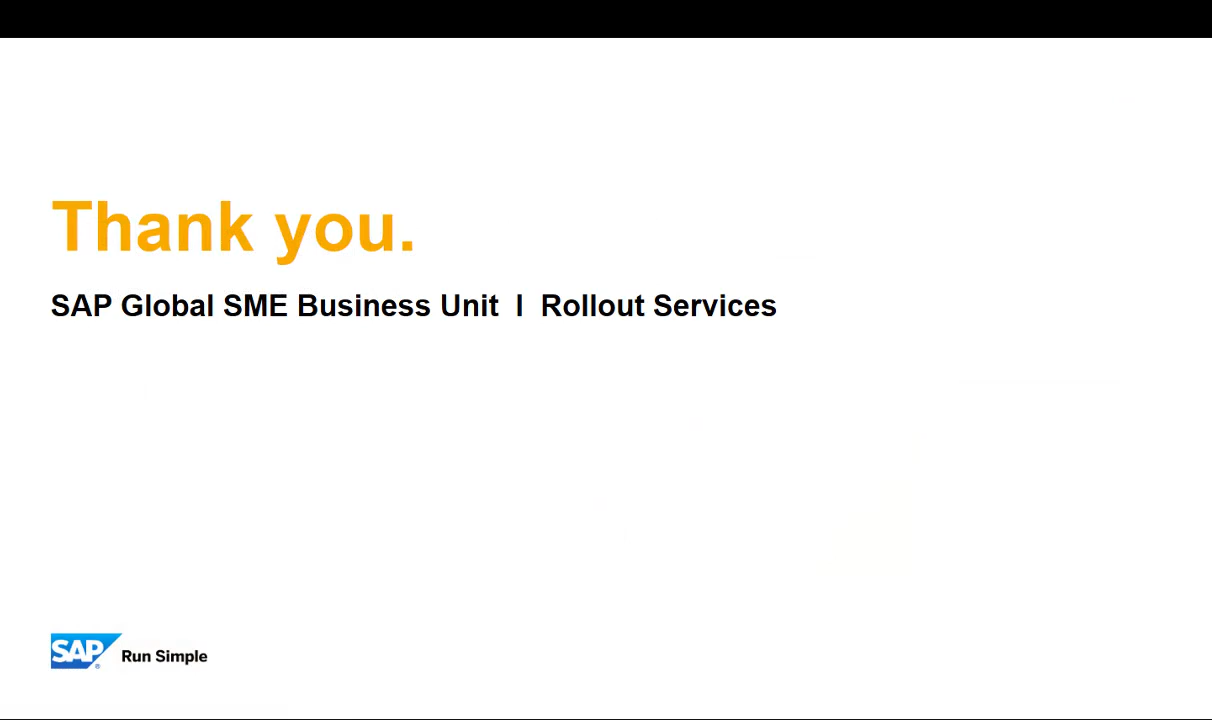 Thank you.
SAP Global SME Business Unit I Rollout Services
SAP® Run Simple